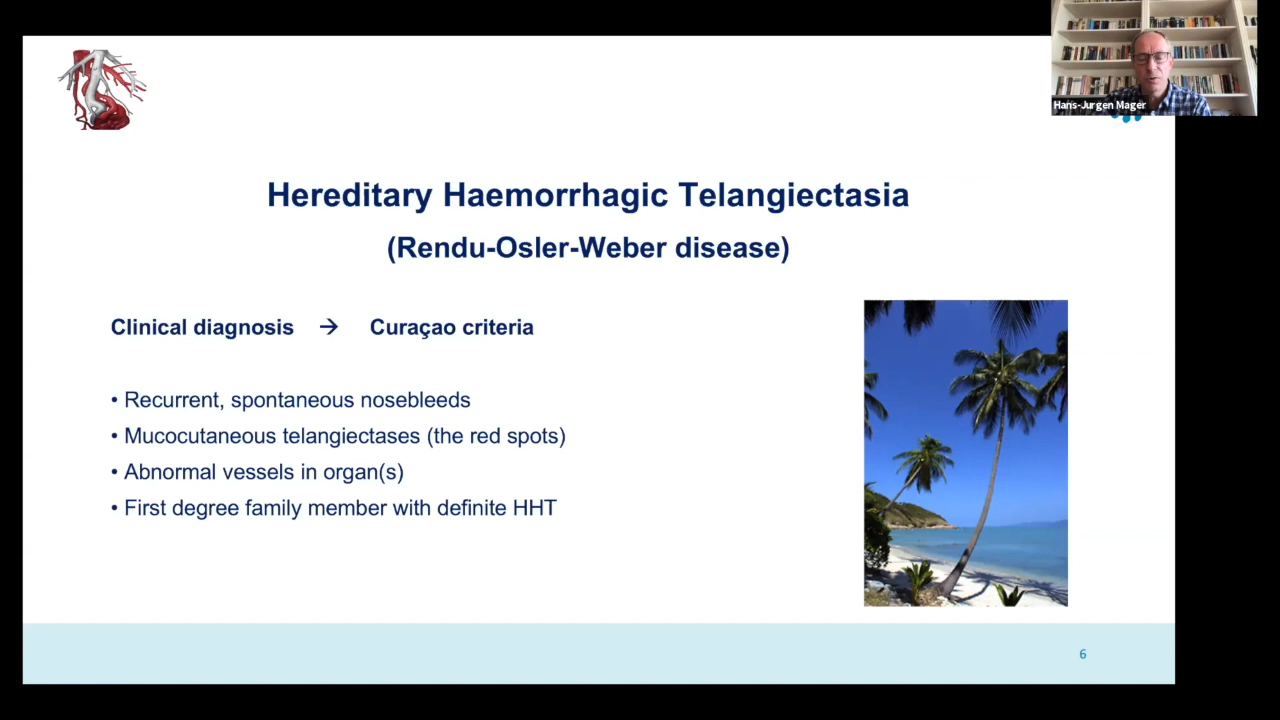 Hans-Jurgen Mager
Hereditary Haemorrhagic Telangiectasia
(Rendu-Osler-Weber disease)
Clinical diagnosis → Curaçao criteria
• Recurrent, spontaneous nosebleeds
• Mucocutaneous telangiectases (the red spots)
• Abnormal vessels in organ(s)
• First degree family member with definite HHT
6